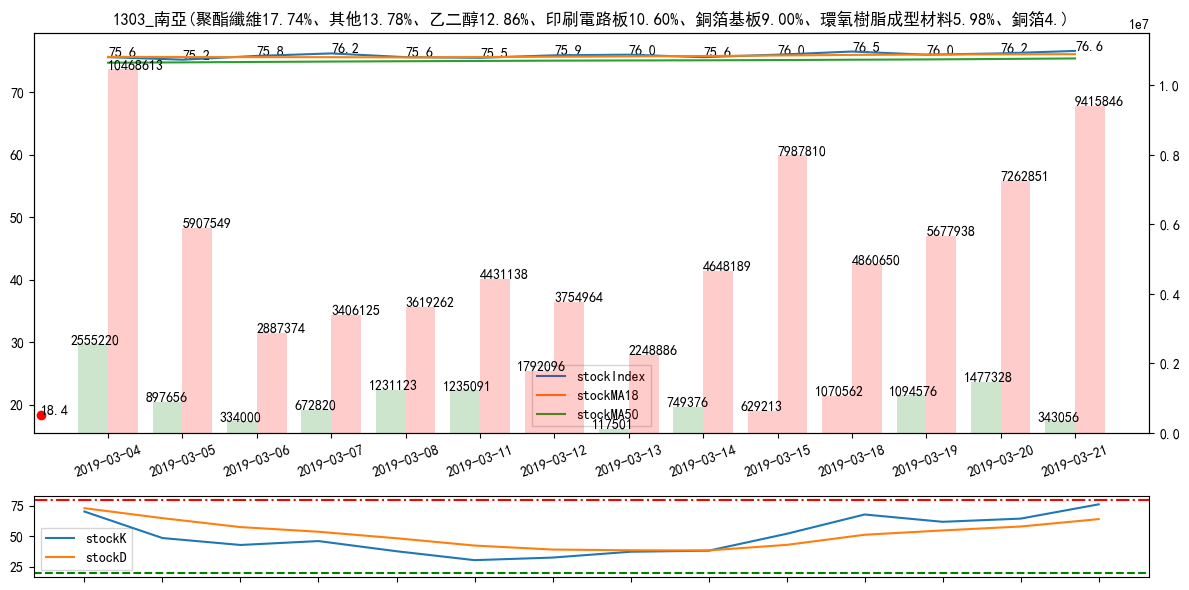 1303_南亞(聚酯纖維17.74%、其他13.78%、乙二醇12.86%、印刷電路板10.60%、銅箔基板9.00%、環氧樹脂成型材料5.98%、銅箔4.)
1e7
75.6 75.2 75.8 76.2 75.6 75.5 75.9 76.0 75.6 76.0 76.5 76.0 76.2 76.6
10468613 5907549 2887374 3406125 3619262 4431138 3754964 2248886 4648189 7987810 4860650 5677938 7262851 9415846
2555220 897656 334000 672820 1231123 1235091 1792096 117501 749376 629213 1070562 1094576 1477328 343056
18.4
70
60
50
40
30
20
1.0
0.8
0.6
0.4
0.2
0.0
stockIndex
stockMA18
stockMA50
2019-03-04 2019-03-05 2019-03-06 2019-03-07 2019-03-08 2019-03-11 2019-03-12 2019-03-13 2019-03-14 2019-03-15 2019-03-18 2019-03-19 2019-03-20 2019-03-21
75
50
25
stockK
stockD